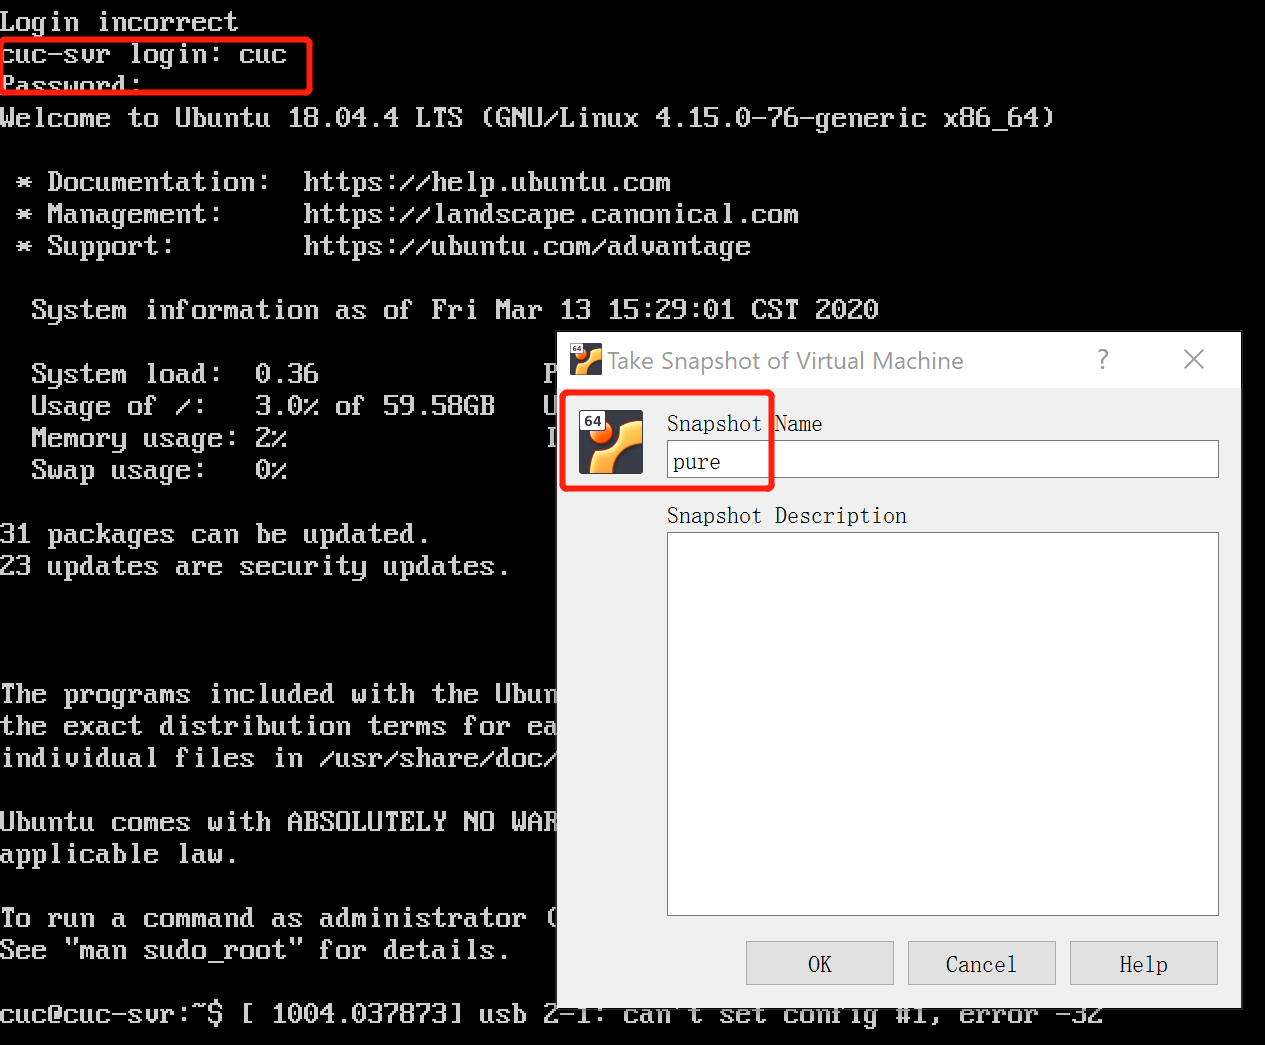 Login incorrect
cuc-svr login: cuc
Password:
Welcome to Ubuntu 18.04.4 LTS (GNU/Linux 4.15.0-76-generic x86_64)
* Documentation: https://help.ubuntu.com
* Management: https://landscape.canonical.com
* Support: https://ubuntu.com/advantage
System information as of Fri Mar 13 15:29:01 CST 2020
System load: 0.36
Usage of /: 3.0% of 59.58GB
Memory usage: 2%
Swap usage: 0%
31 packages can be updated.
23 updates are security updates.
The programs included with the Ubun
the exact distribution terms for ea
individual files in /usr/share/doc/
Ubuntu comes with ABSOLUTELY NO WAR
applicable law.
To run a command as administrator (
See "man sudo_root" for details.
cuc@cuc-svr:~$ [ 1004.037873] usb 2-1: can't set config #1, error -32
64
Take Snapshot of Virtual Machine
?
64
Snapshot Name
pure
Snapshot Description
OK
Cancel
Help